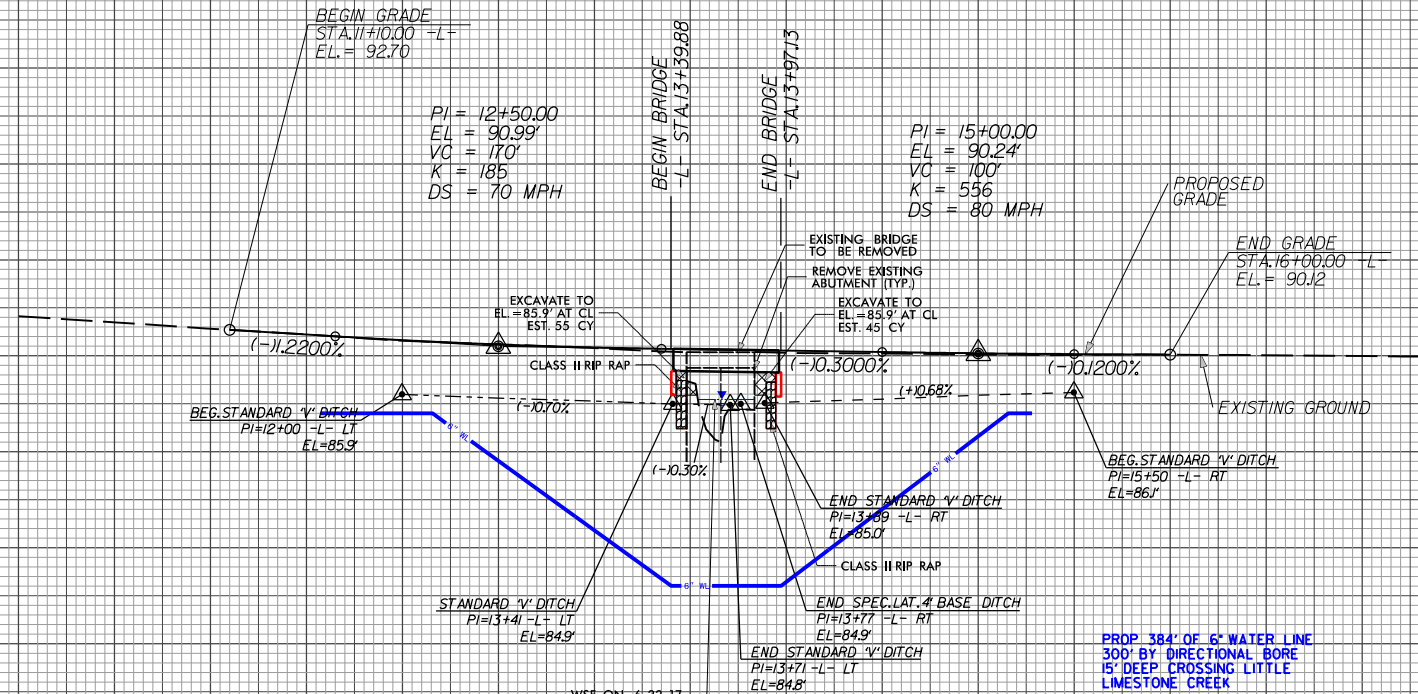 BEGIN GRADE
STA.11+10.00 -L-
EL.= 92.70
PI = 12+50.00
EL = 90.99'
VC = 170'
K = 185
DS = 70 MPH
BEGIN BRIDGE
-L- STA.13+39.88
END BRIDGE
-L- STA.13+97.13
PI = 15+00.00
EL = 90.24'
VC = 100'
K = 556
DS = 80 MPH
PROPOSED
GRADE
END GRADE
STA.16+00.00 -L-
EL.= 90.12
EXISTING BRIDGE
TO BE REMOVED
REMOVE EXISTING
ABUTMENT (TYP.)
EXCAVATE TO
EL.=85.9' AT CL
EST. 55 CY
EXCAVATE TO
EL.=85.9' AT CL
EST. 45 CY
(-)1.2200%
CLASS II RIP RAP
(-)0.3000%
(-)0.1200%
(-)0.70%
(+)0.68%
EXISTING GROUND
BEG.STANDARD 'V' DITCH
PI=12+00 -L- LT
EL=85.9'
6" WL
6" WL
(-)0.30%
BEG.STANDARD 'V' DITCH
PI=15+50 -L- RT
EL=86.1'
END STANDARD 'V' DITCH
PI=13+89 -L- RT
EL=85.0'
CLASS II RIP RAP
6" WL
STANDARD 'V' DITCH
PI=13+41 -L- LT
EL=84.9'
END SPEC.LAT.4' BASE DITCH
PI=13+77 -L- RT
EL=84.9'
END STANDARD 'V' DITCH
PI=13+71 -L- LT
EL=84.8'
PROP 384' OF 6" WATER LINE
300' BY DIRECTIONAL BORE
15' DEEP CROSSING LITTLE
LIMESTONE CREEK